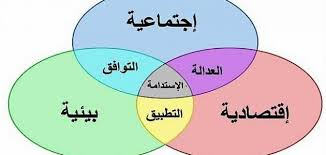 إجتماعية
العدالة
التوافق
الإستدامة
إقتصادية
التطبيق
بيئية